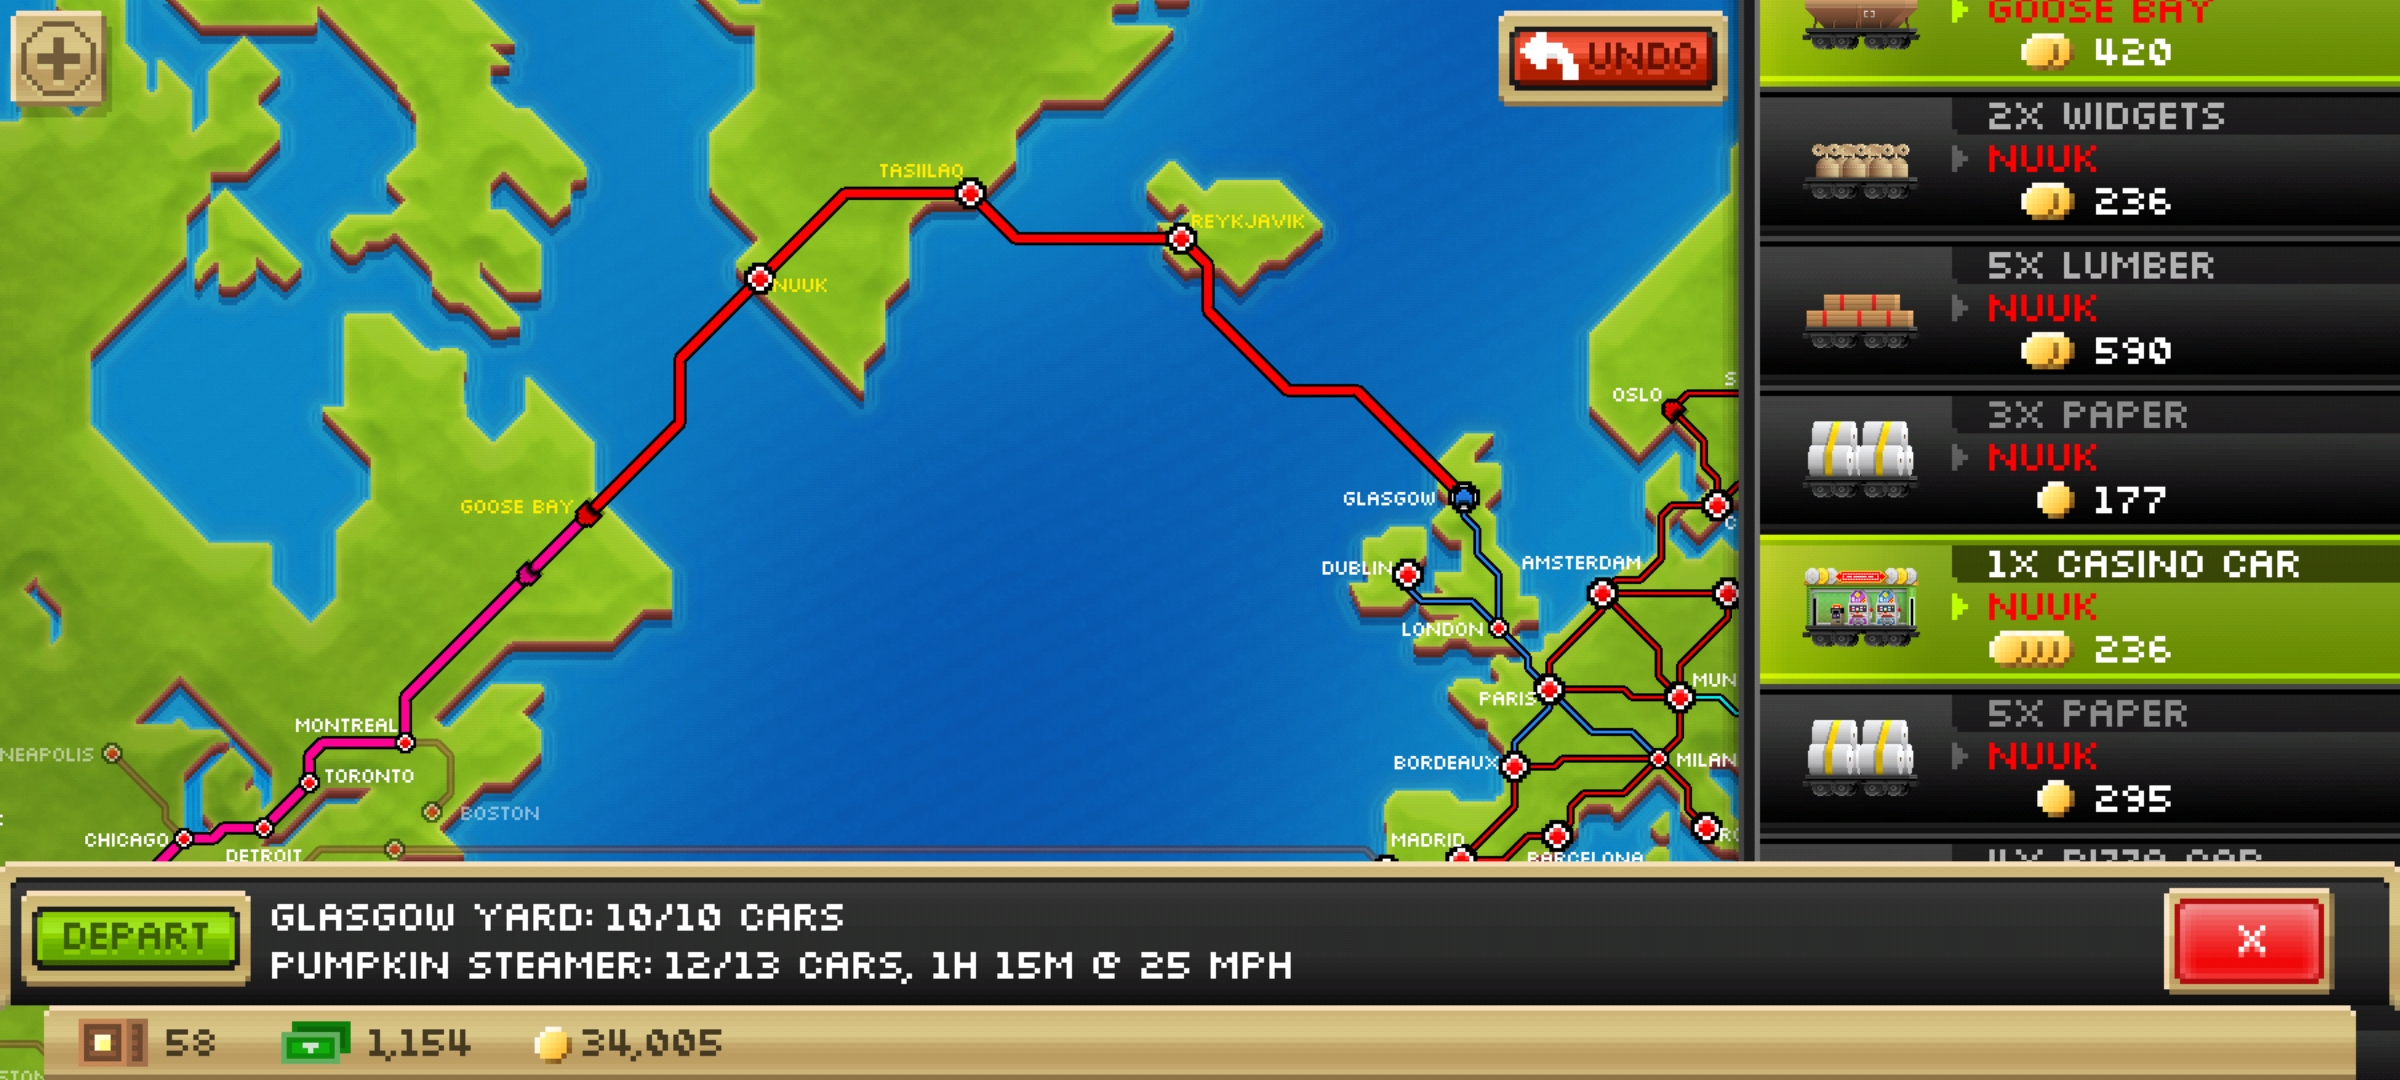 UNDO
TASIILAQ
REYKJAVIK
NUUK
OSLO
GOOSE BAY
GLASGOW
DUBLIN
AMSTERDAM
LONDON
MUN
PARIS
MONTREAL
NEAPOLIS
TORONTO
BORDEAUX
MILAN
BOSTON
CHICAGO
DETROIT
MADRID
BARCELONA
GOOSE BAY
420
2X WIDGETS
NUUK
236
5X LUMBER
NUUK
590
3X PAPER
NUUK
177
1X CASINO CAR
NUUK
236
5X PAPER
NUUK
295
DEPART
GLASGOW YARD: 10/10 CARS
PUMPKIN STEAMER: 12/13 CARS, 1H 15M @ 25 MPH
X
58
1,154
34,005